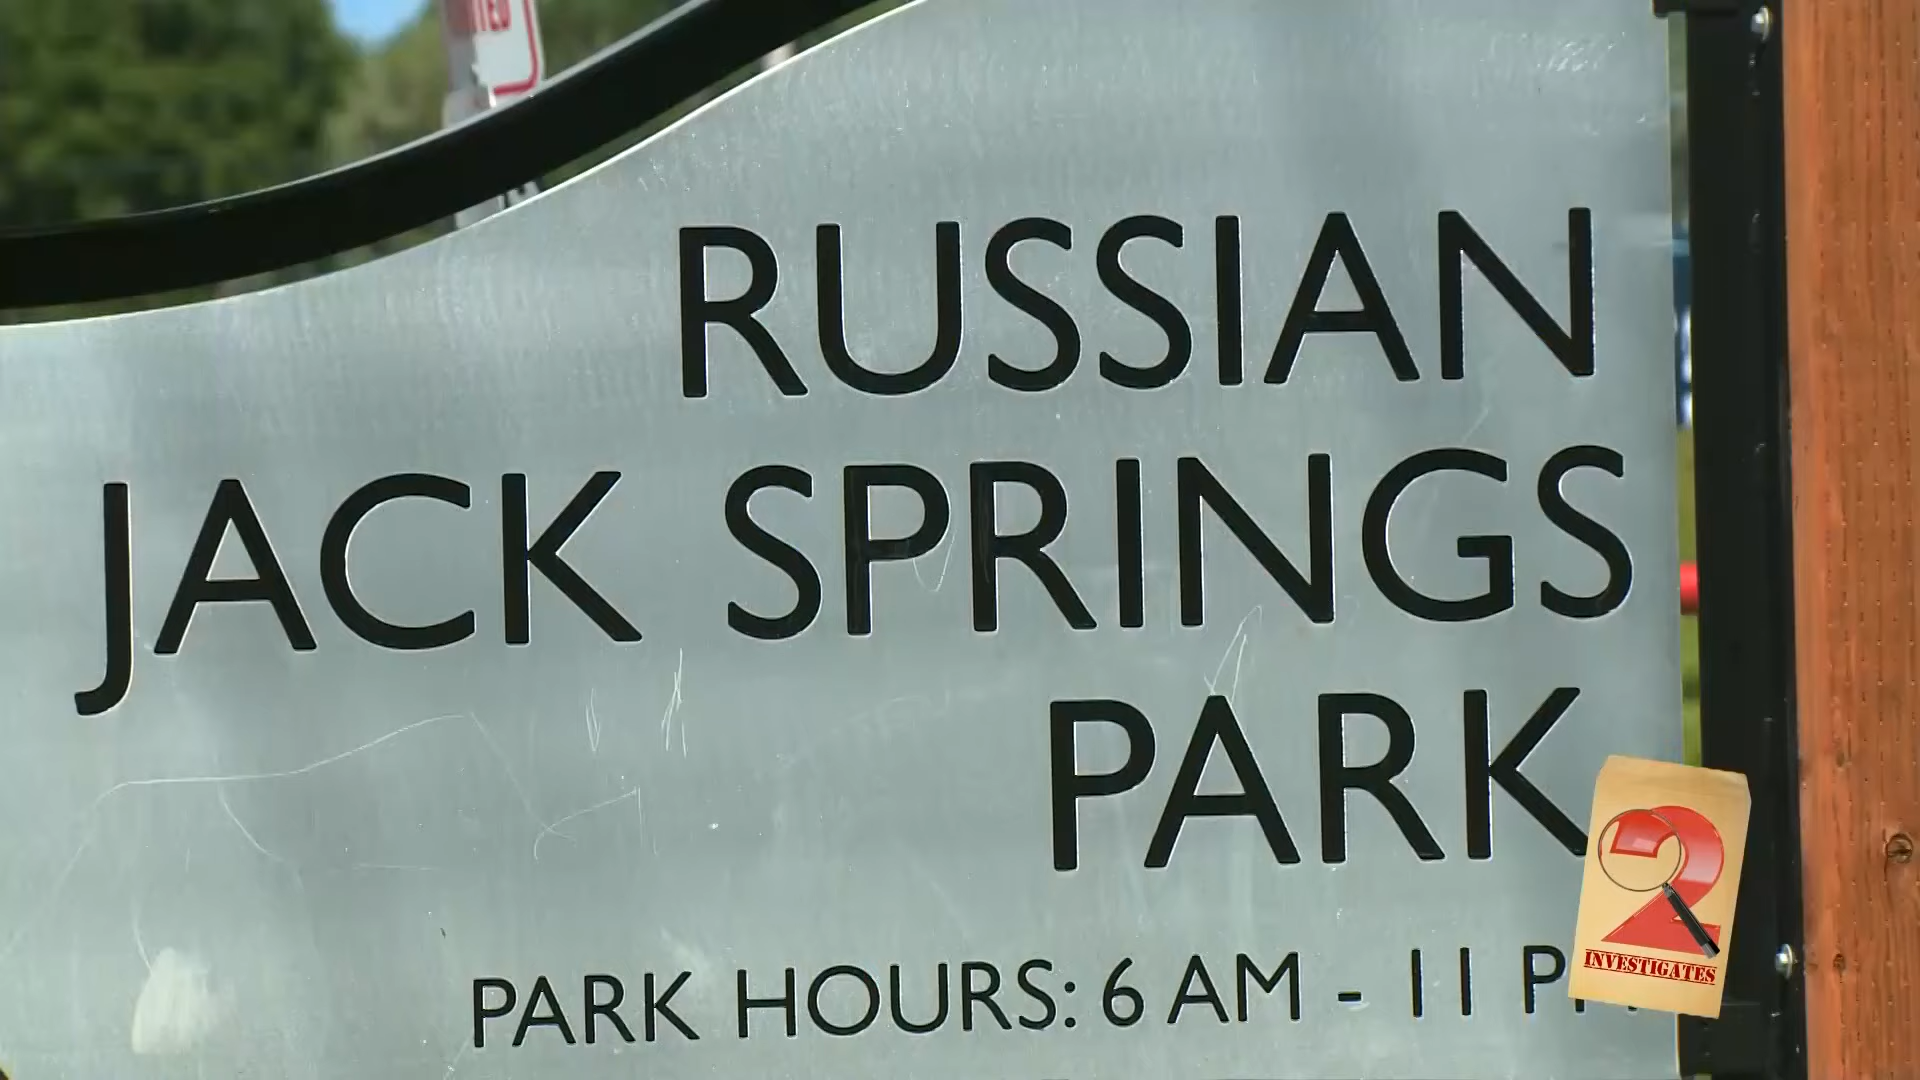 RUSSIAN
JACK SPRINGS
PARK
PARK HOURS: 6 AM - 11 P
2
INVESTIGATES